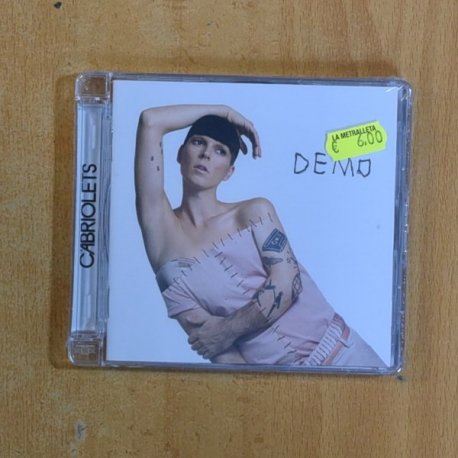 CABRIOLETS
LA METRALLETA
€ 6.00
DEMO